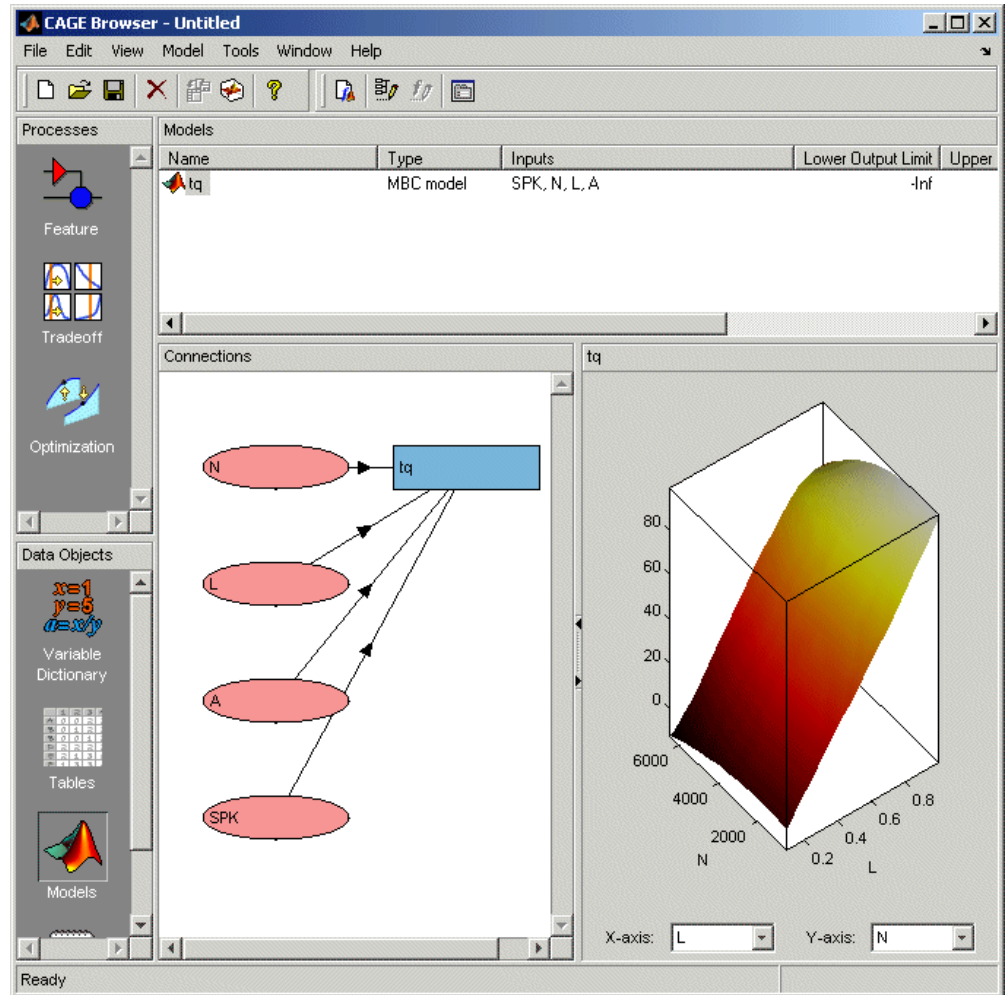 CAGE Browser - Untitled
File Edit View Model Tools Window Help
Processes
Feature
Tradeoff
Optimization
Models
Name Type Inputs Lower Output Limit Upper
tq MBC model SPK, N, L, A -Inf
Data Objects
x=1
y=5
a=x/y
Variable
Dictionary
Tables
Models
Connections
N
tq
L
A
SPK
tq
80
60
40
20
0
6000
4000
2000
N
0.2
0.4
0.6
0.8
L
X-axis: L Y-axis: N
Ready